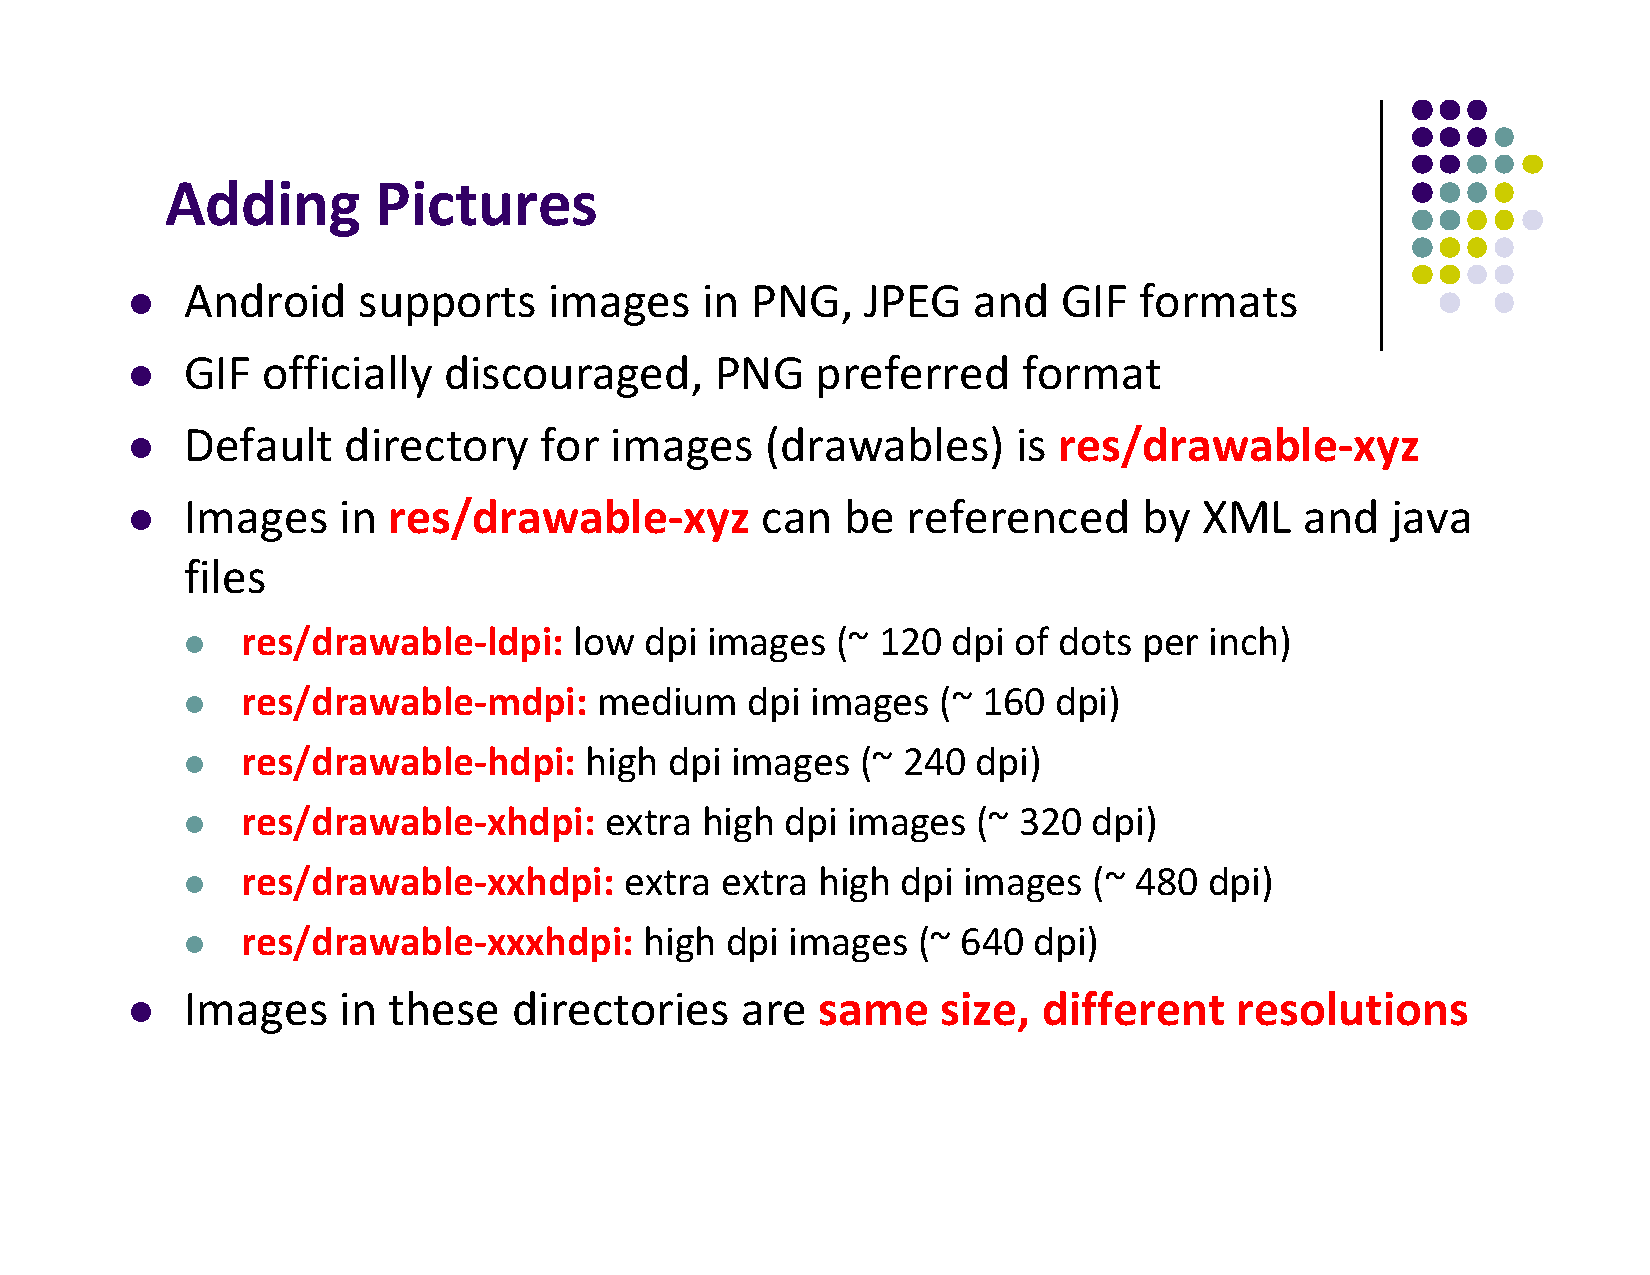 Adding Pictures
Android supports images in PNG, JPEG and GIF formats
GIF officially discouraged, PNG preferred format
Default directory for images (drawables) is res/drawable-xyz
Images in res/drawable-xyz can be referenced by XML and java
files
res/drawable-ldpi: low dpi images (~ 120 dpi of dots per inch)
res/drawable-mdpi: medium dpi images (~ 160 dpi)
res/drawable-hdpi: high dpi images (~ 240 dpi)
res/drawable-xhdpi: extra high dpi images (~ 320 dpi)
res/drawable-xxhdpi: extra extra high dpi images (~ 480 dpi)
res/drawable-xxxhdpi: high dpi images (~ 640 dpi)
Images in these directories are same size, different resolutions